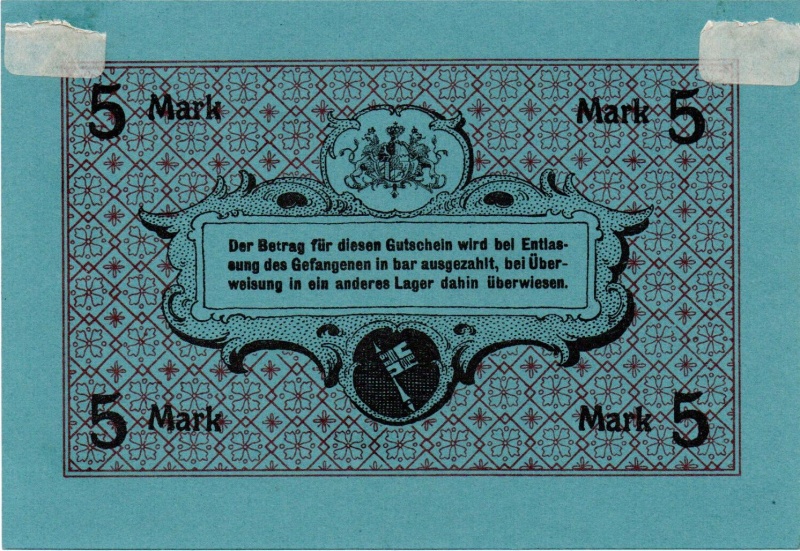 5 Mark Mark 5
Der Betrag für diesen Gutschein wird bei Entlas-
sung des Gefangenen in bar ausgezahlt, bei Über-
weisung in ein anderes Lager dahin überwiesen.
5 Mark Mark 5